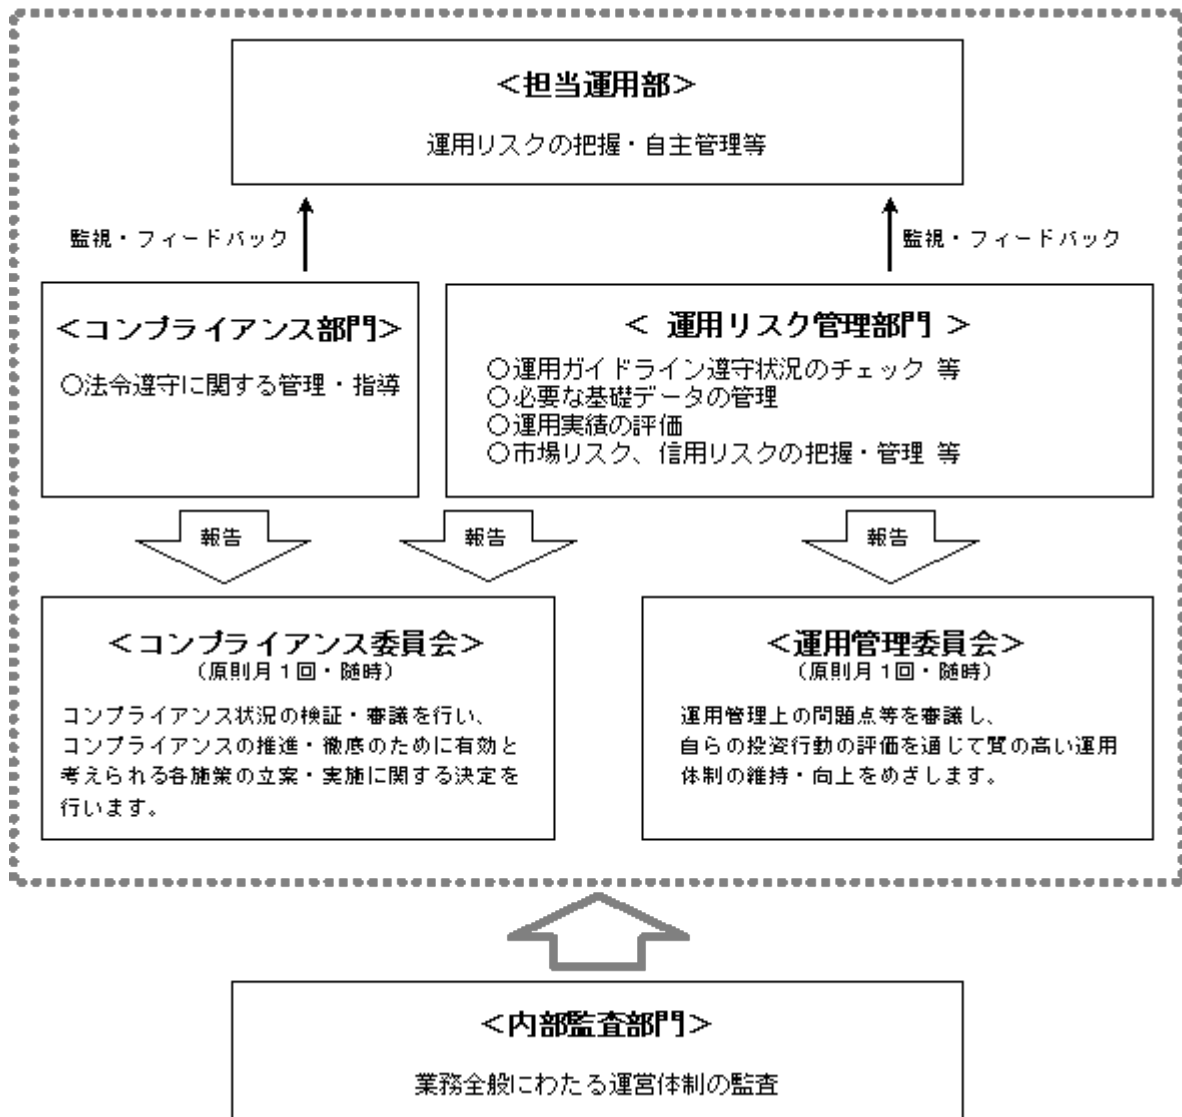 ＜担当運用部＞
運用リスクの把握・自主管理等
監視・フィードバック
監視・フィードバック
＜コンプライアンス部門＞
○法令遵守に関する管理・指導
＜ 運用リスク管理部門 ＞
○運用ガイドライン遵守状況のチェック 等
○必要な基礎データの管理
○運用実績の評価
○市場リスク、信用リスクの把握・管理 等
報告
報告
報告
＜コンプライアンス委員会＞
（原則月１回・随時）
コンプライアンス状況の検証・審議を行い、
コンプライアンスの推進・徹底のために有効と
考えられる各施策の立案・実施に関する決定を
行います。
＜運用管理委員会＞
（原則月１回・随時）
運用管理上の問題点等を審議し、
自らの投資行動の評価を通じて質の高い運用
体制の維持・向上をめざします。
＜内部監査部門＞
業務全般にわたる運営体制の監査